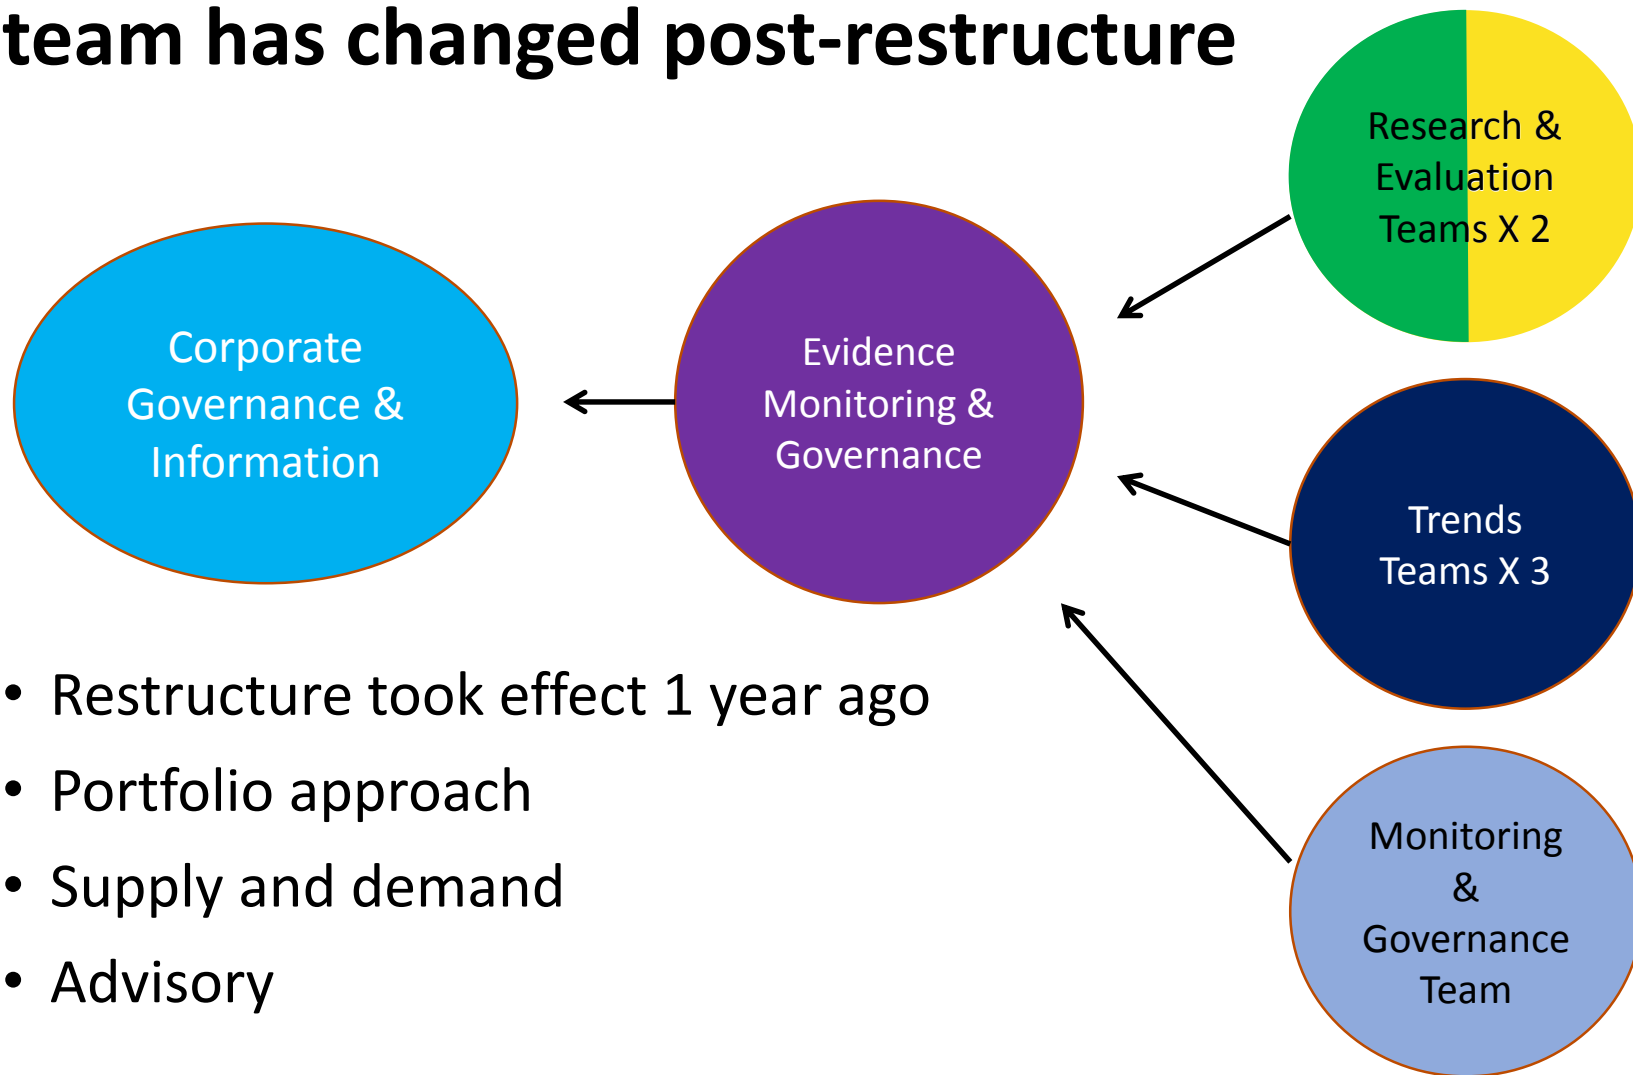 team has changed post-restructure
Research &
Evaluation
Teams X 2
Corporate
Governance &
Information
Evidence
Monitoring &
Governance
Trends
Teams X 3
Monitoring
&
Governance
Team
• Restructure took effect 1 year ago
• Portfolio approach
• Supply and demand
• Advisory